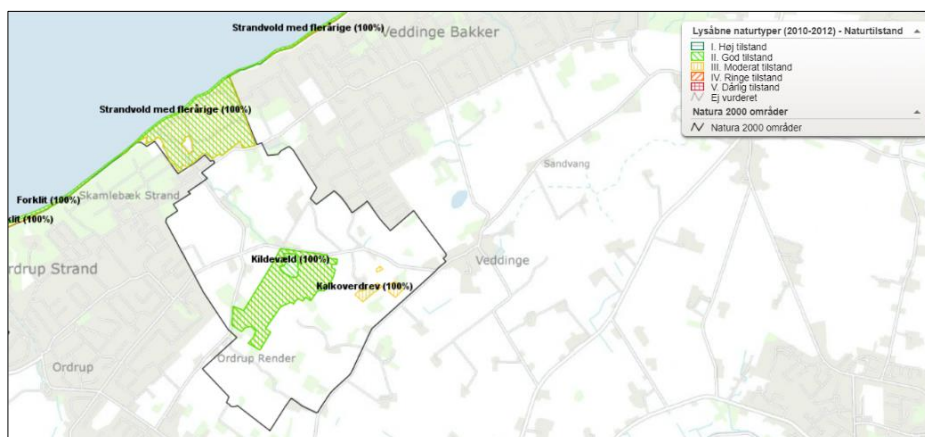 Strandvold med flerårige (100%)
Veddinge Bakker
Lysåbne naturtyper (2010-2012) - Naturtilstand
I. Høj tilstand
II. God tilstand
III. Moderat tilstand
IV. Ringe tilstand
V. Dårlig tilstand
Ej vurderet
Natura 2000 områder
Natura 2000 områder
Strandvold med flerårige (100%)
Sandvang
Skamlebæk Strand
Forklit (100%)
klit (100%)
Kildevæld (100%)
Veddinge
rdrup Strand
Kalkoverdrev (100%)
Ordrup Render
Ordrup